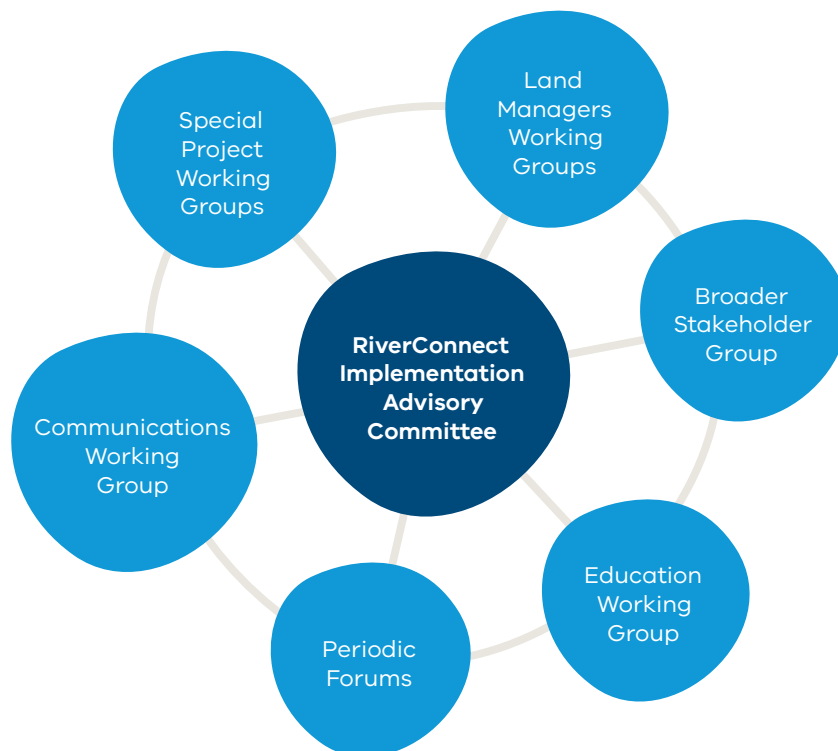 Special
Project
Working
Groups
Land
Managers
Working
Groups
Broader
Stakeholder
Group
RiverConnect
Implementation
Advisory
Committee
Communications
Working
Group
Education
Working
Group
Periodic
Forums